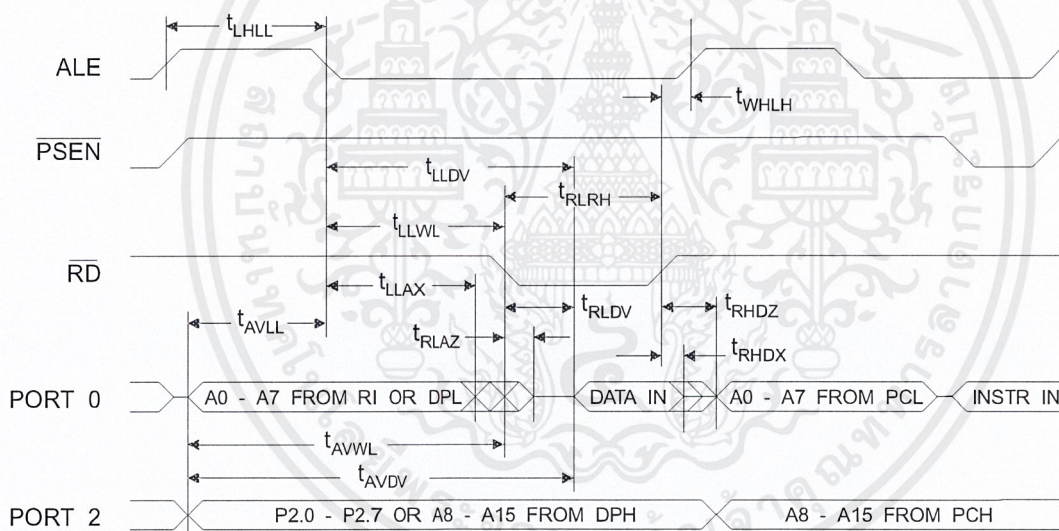 tLHLL
ALE
tWHLH
PSEN
tLLDV
tRLRH
tLLWL
RD
tLLAX
tRLDV
tRHDZ
tAVLL
tRLAZ
tRHDX
PORT 0
A0 - A7 FROM RI OR DPL
DATA IN
A0 - A7 FROM PCL
INSTR IN
tAVWL
tAVDV
PORT 2
P2.0 - P2.7 OR A8 - A15 FROM DPH
A8 - A15 FROM PCH